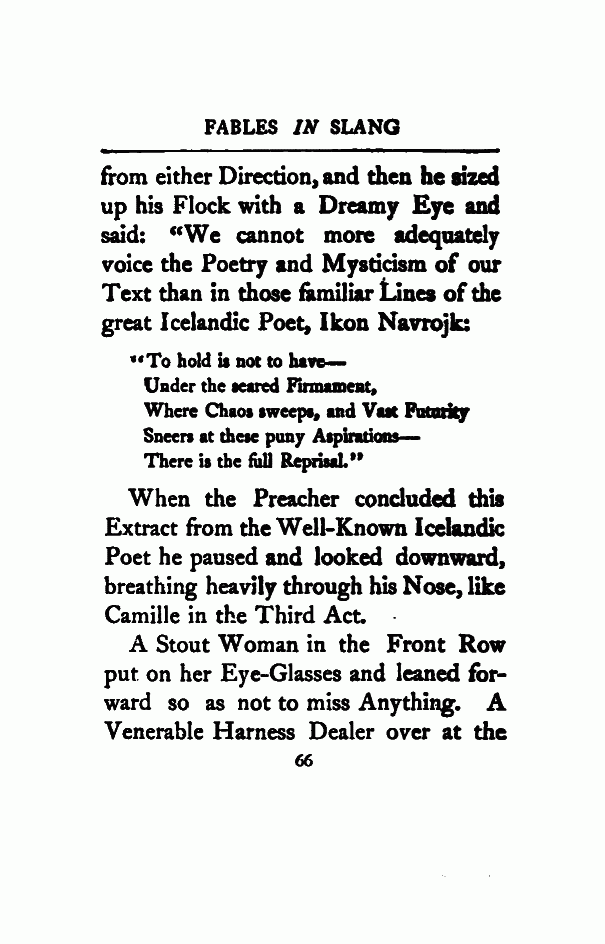 FABLES IN SLANG
from either Direction, and then he sized
up his Flock with a Dreamy Eye and
said: "We cannot more adequately
voice the Poetry and Mysticism of our
Text than in those familiar Lines of the
great Icelandic Poet, Ikon Navrojk:
"'To hold is not to have—
Under the seared Firmament,
Where Chaos sweeps, and Vast Futurity
Sneers at these puny Aspirations—
There is the full Reprisal.'"
When the Preacher concluded this
Extract from the Well-Known Icelandic
Poet he paused and looked downward,
breathing heavily through his Nose, like
Camille in the Third Act.
A Stout Woman in the Front Row
put on her Eye-Glasses and leaned for-
ward so as not to miss Anything. A
Venerable Harness Dealer over at the
66